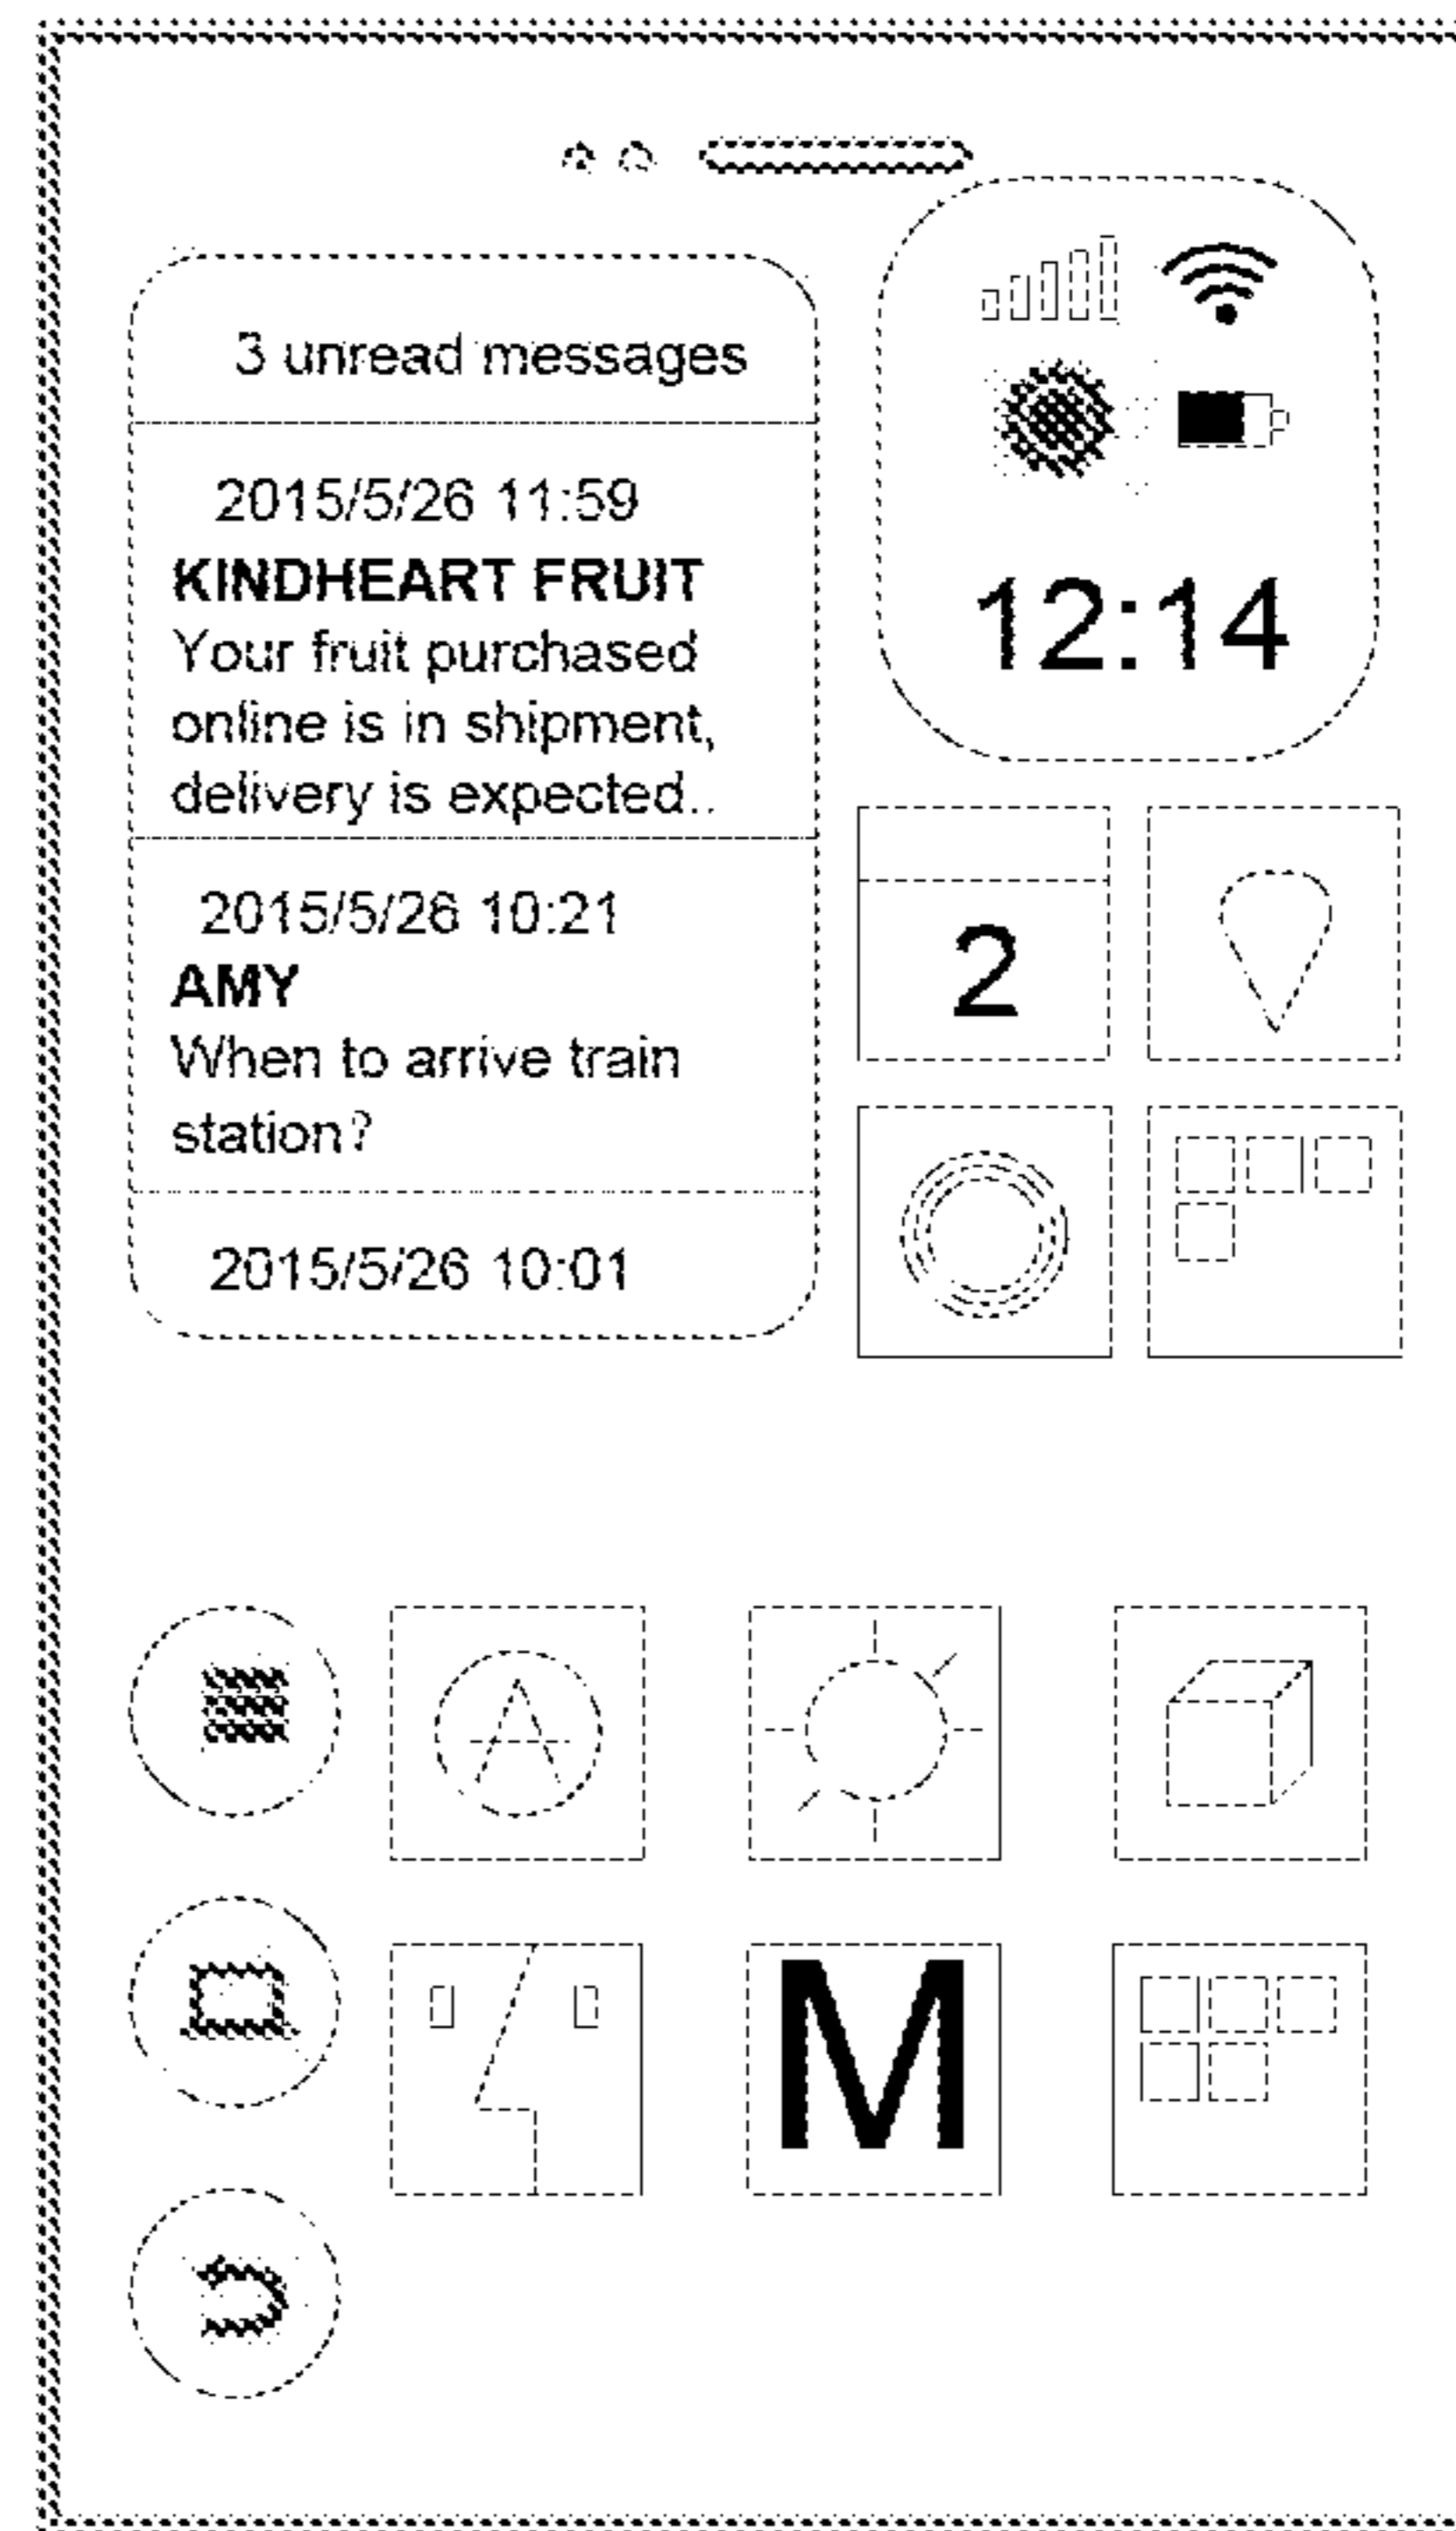 3 unread messages
2015/5/26 11:59
KINDHEART FRUIT
Your fruit purchased
online is in shipment,
delivery is expected..
2015/5/26 10:21
AMY
When to arrive train
station?
2015/5/26 10:01
12:14
2
A
M